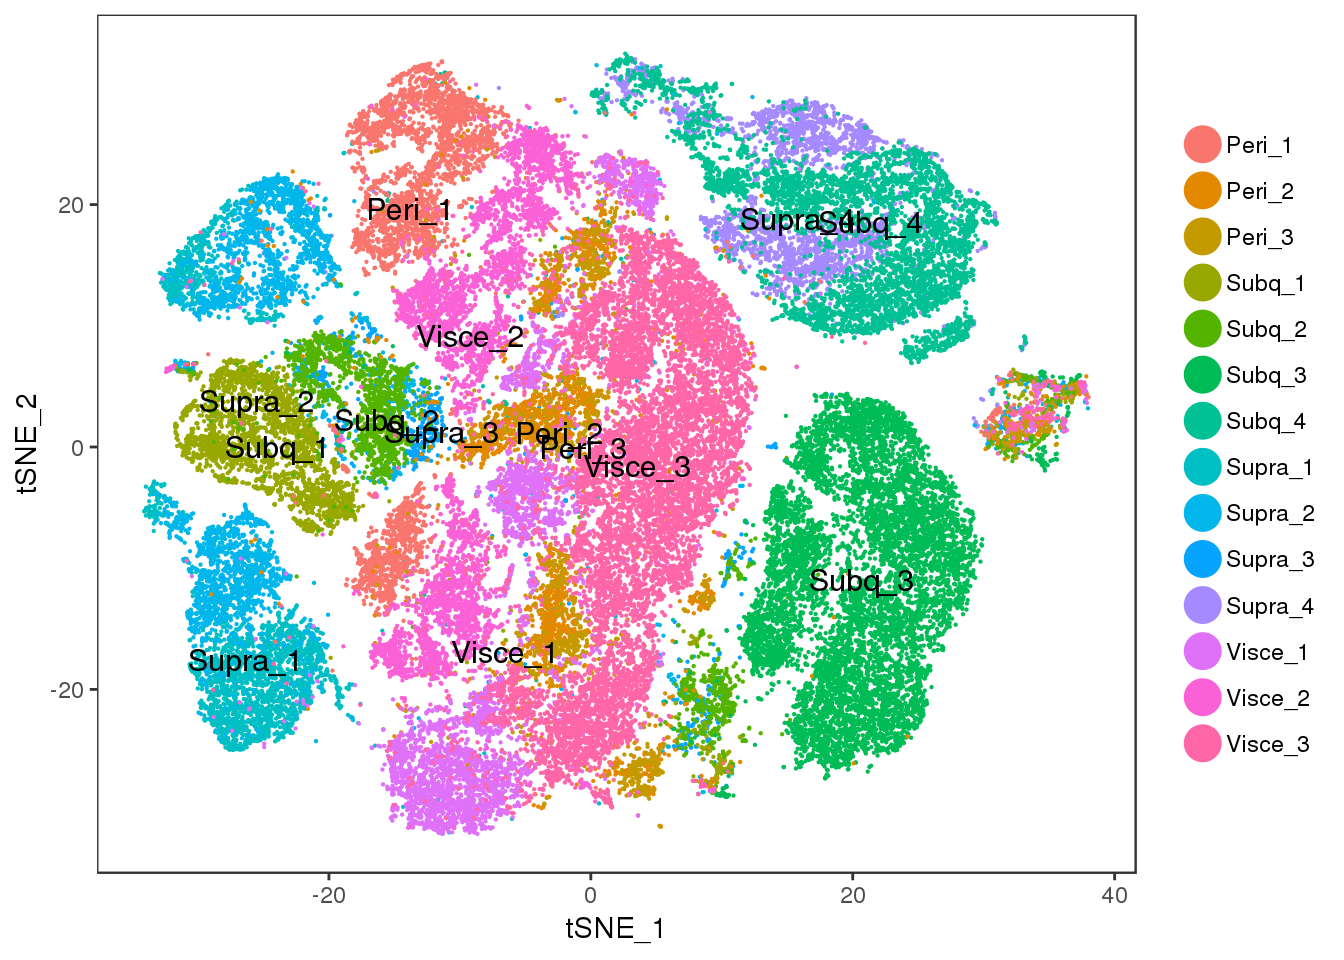 tSNE_2
20
0
-20
Peri_1
Supra_4
Subq_4
Visce_2
Supra_2
Subq_2
Supra_3
Peri_2
Subq_1
Peri_3
Visce_3
Subq_3
Visce_1
Supra_1
-20
0
20
40
tSNE_1
Peri_1
Peri_2
Peri_3
Subq_1
Subq_2
Subq_3
Subq_4
Supra_1
Supra_2
Supra_3
Supra_4
Visce_1
Visce_2
Visce_3